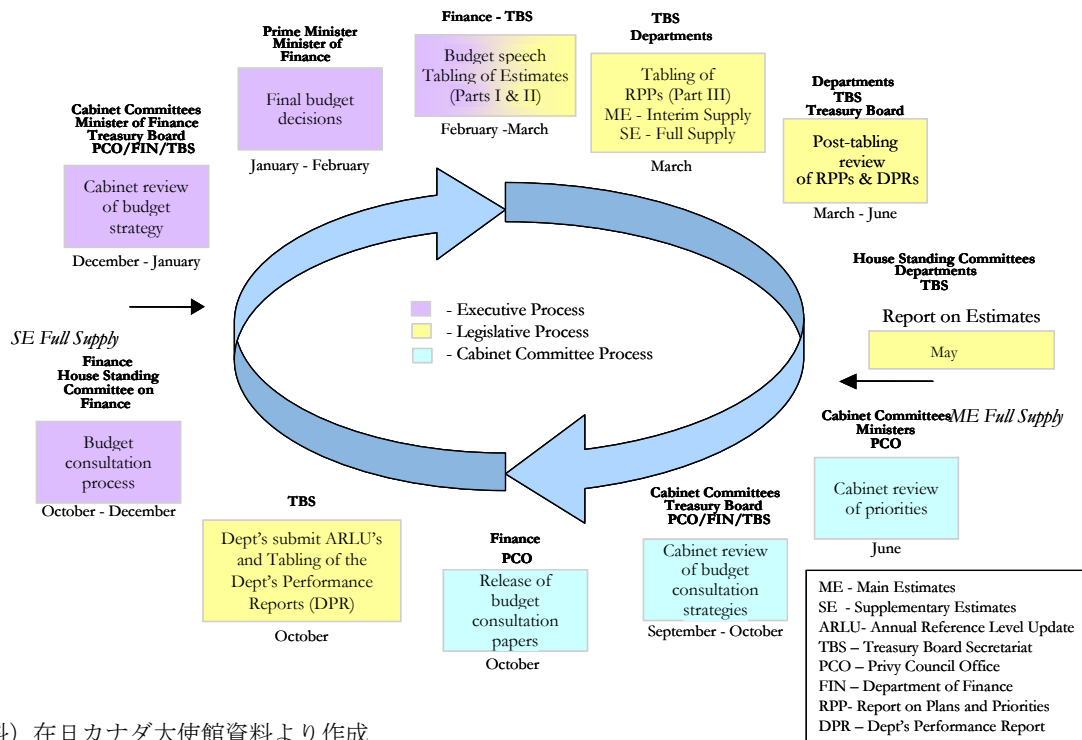 Finance - TBS
Budget speech
Tabling of Estimates
(Parts I & II)
February -March
TBS
Departments
Tabling of
RPPs (Part III)
ME - Interim Supply
SE - Full Supply
March
Departments
TBS
Treasury Board
Post-tabling
review
of RPPs & DPRs
March - June
House Standing Committees
Departments
TBS
Report on Estimates
May
ME Full Supply
Cabinet Committees
Ministers
PCO
Cabinet review
of priorities
June
Cabinet Committees
Treasury Board
PCO/FIN/TBS
Cabinet review
of budget
consultation
strategies
September - October
Finance
PCO
Release of
budget
consultation
papers
October
TBS
Dept's submit ARLU's
and Tabling of the
Dept's Performance
Reports (DPR)
October
Finance
House Standing
Committee on
Finance
Budget
consultation
process
October - December
SE Full Supply
Cabinet Committees
Minister of Finance
Treasury Board
PCO/FIN/TBS
Cabinet review
of budget
strategy
December - January
Prime Minister
Minister of
Finance
Final budget
decisions
January - February
- Executive Process
- Legislative Process
- Cabinet Committee Process
ME - Main Estimates
SE - Supplementary Estimates
ARLU- Annual Reference Level Update
TBS – Treasury Board Secretariat
PCO – Privy Council Office
FIN – Department of Finance
RPP- Report on Plans and Priorities
DPR – Dept's Performance Report
料）在日カナダ大使館資料より作成